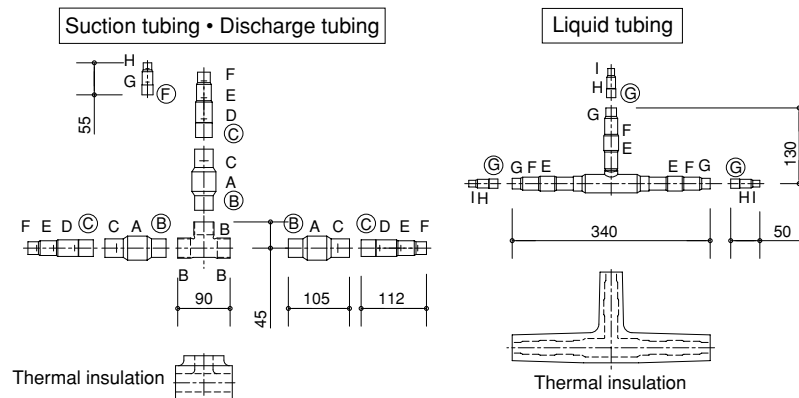 Suction tubing • Discharge tubing
Liquid tubing
H
G
Ⓕ
55
F
E
D
Ⓒ
C
A
Ⓑ
F E D Ⓒ C A Ⓑ
B
B B
Ⓑ A C Ⓒ D E F
90
45
105
112
Thermal insulation
I
H
Ⓖ
G
F
E
130
Ⓖ
I H
G F E
E F G
Ⓖ
H I
340
50
Thermal insulation